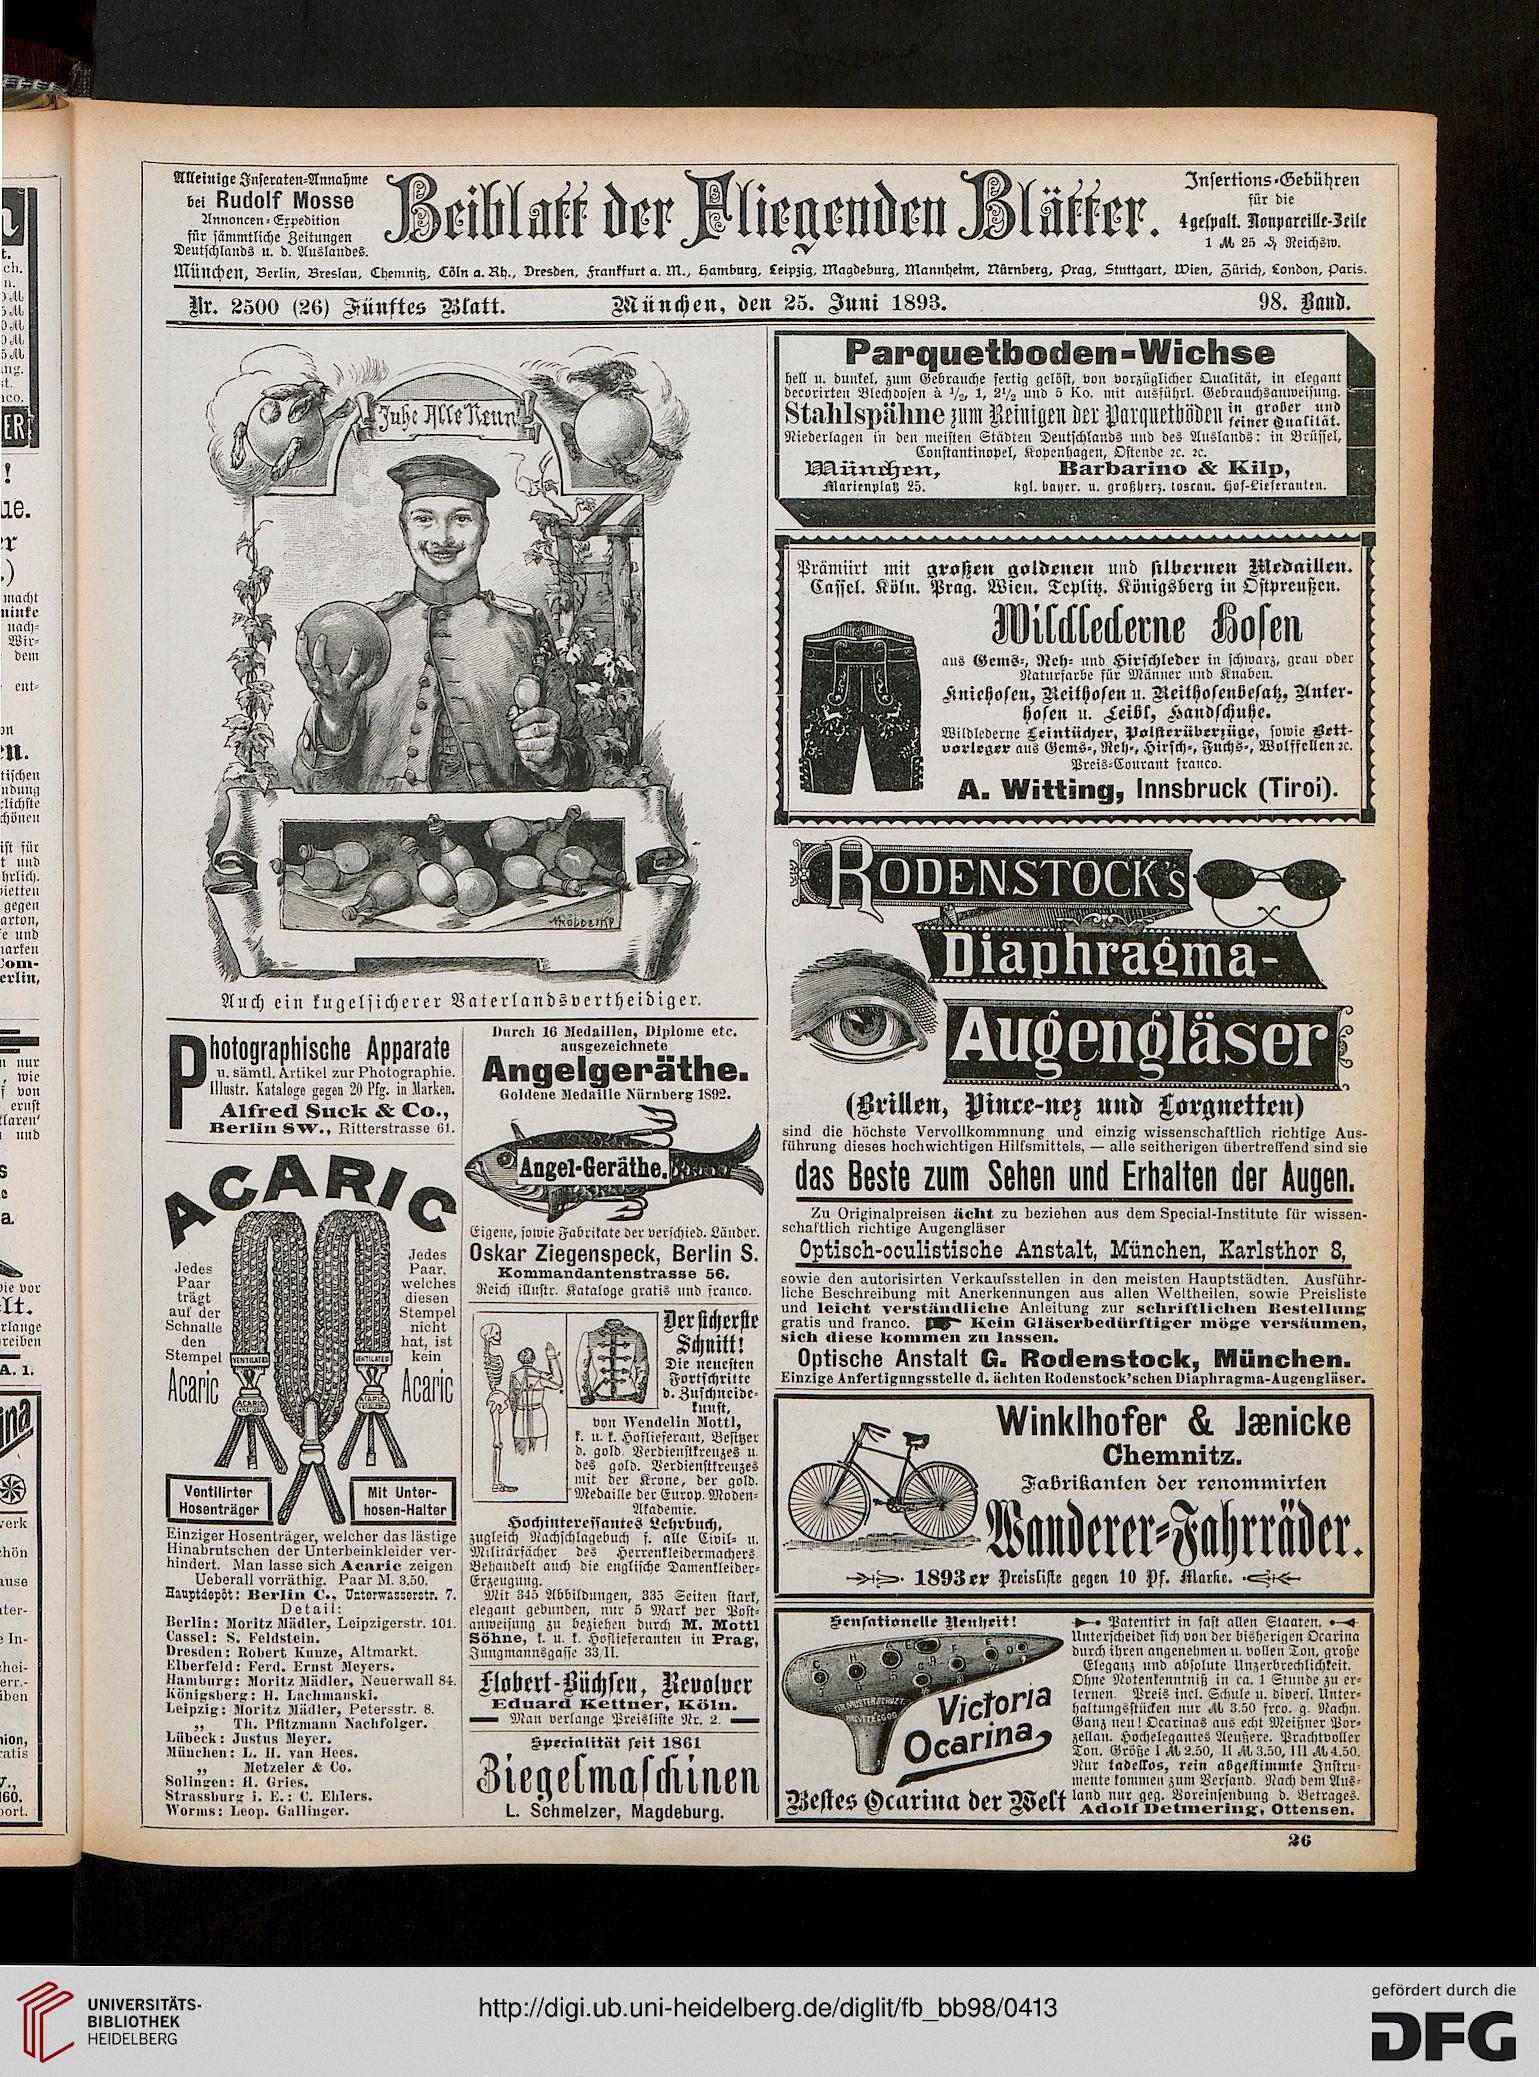 Alleinige Inseraten-Annahme
bei Rudolf Mosse
Annoncen-Expedition
für sämmtliche Zeitungen
Deutschlands u. d. Auslandes.
Beiblatt der Fliegenden Blätter.
Insertions-Gebühren
für die
4 gespalt. Nonpareille-Zeile
1 ℳ 25 ₰ Reichsw.
München, Berlin, Breslau, Chemnitz, Cöln a. Rh., Dresden, Frankfurt a. M., Hamburg, Leipzig, Magdeburg, Mannheim, Nürnberg, Prag, Stuttgart, Wien, Zürich, London, Paris.
Nr. 2500 (26) Fünftes Blatt. München, den 25. Juni 1893. 98. Band.
Juhe Alle Neun!
Auch ein kugelsicherer Vaterlandsvertheidiger.
Photographische Apparate
u. sämtl. Artikel zur Photographie.
Illustr. Kataloge gegen 20 Pfg. in Marken.
Alfred Suck & Co.,
Berlin SW., Ritterstrasse 61.
ACARIC
Jedes
Paar
trägt
auf der
Schnalle
den
Stempel
Acaric
Jedes
Paar,
welches
diesen
Stempel
nicht
hat, ist
kein
Acaric
VENTILATED
VENTILATED
ACARIC
ACARIC
Ventilirter
Hosenträger
Mit Unter-
hosen-Halter
Einziger Hosenträger, welcher das lästige
Hinabrutschen der Unterbeinkleider ver-
hindert. Man lasse sich Acaric zeigen
Ueberall vorräthig. Paar M. 3.50.
Hauptdepôt: Berlin C., Unterwasserstr. 7.
Detail:
Berlin: Moritz Mädler, Leipzigerstr. 101.
Cassel: S. Feldstein.
Dresden: Robert Kunze, Altmarkt.
Elberfeld: Ferd. Ernst Meyers.
Hamburg: Moritz Mädler, Neuerwall 84.
Königsberg: H. Lachmanski.
Leipzig: Moritz Mädler, Petersstr. 8.
„ Th. Pfitzmann Nachfolger.
Lübeck: Justus Meyer.
München: L. H. van Hees.
„ Metzeler & Co.
Solingen: H. Gries.
Strassburg i. E.: C. Ehlers.
Worms: Leop. Gallinger.
Durch 16 Medaillen, Diplome etc.
ausgezeichnete
Angelgeräthe.
Goldene Medaille Nürnberg 1892.
Angel-Geräthe.
Eigene, sowie Fabrikate der verschied. Länder.
Oskar Ziegenspeck, Berlin S.
Kommandantenstrasse 56.
Reich illustr. Kataloge gratis und franco.
Der sicherste
Schnitt!
Die neuesten
Fortschritte
d. Zuschneide-
kunst,
von Wendelin Mottl,
k. u. k. Hoflieferant, Besitzer
d. gold. Verdienstkreuzes u.
des gold. Verdienstkreuzes
mit der Krone, der gold.
Medaille der Europ. Moden-
Akademie.
Hochinteressantes Lehrbuch,
zugleich Nachschlagebuch f. alle Civil- u.
Militärfächer des Herrenkleidermachers.
Behandelt auch die englische Damenkleider-
Erzeugung.
Mit 345 Abbildungen, 335 Seiten stark,
elegant gebunden, nur 5 Mark per Post-
anweisung zu beziehen durch M. Mottl
Söhne, k. u. k. Hoflieferanten in Prag,
Jungmannsgasse 33/II.
Flobert-Büchsen, Revolver
Eduard Kettner, Köln.
Man verlange Preisliste Nr. 2.
Specialität seit 1861
Ziegelmaschinen
L. Schmelzer, Magdeburg.
Parquetboden-Wichse
hell u. dunkel, zum Gebrauche fertig gelöst, von vorzüglicher Qualität, in elegant
decorirten Blechdosen à ½, 1, 2½ und 5 Ko. mit ausführl. Gebrauchsanweisung.
Stahlspähne zum Reinigen der Parquetböden in grober und
feiner Qualität.
Niederlagen in den meisten Städten Deutschlands und des Auslands: in Brüssel,
Constantinopel, Kopenhagen, Ostende ꝛc. ꝛc.
München,
Marienplatz 25.
Barbarino & Kilp,
kgl. bayer. u. großherz. toscan. Hof-Lieferanten.
Prämiirt mit großen goldenen und silbernen Medaillen.
Cassel. Köln. Prag. Wien. Teplitz. Königsberg in Ostpreußen.
Wildlederne Hosen
aus Gems-, Reh- und Hirschleder in schwarz, grau oder
Naturfarbe für Männer und Knaben.
Kniehosen, Reithosen u. Reithosenbesatz, Unter-
hosen u. Leibl, Handschuhe.
Wildlederne Leintücher, Polsterüberzüge, sowie Bett-
vorleger aus Gems-, Reh-, Hirsch-, Fuchs-, Wolffellen ꝛc.
Preis-Courant franco.
A. Witting, Innsbruck (Tirol).
RODENSTOCK's
Diaphragma-
Augengläser
(Brillen, Pince-nez und Lorgnetten)
sind die höchste Vervollkommnung und einzig wissenschaftlich richtige Aus-
führung dieses hochwichtigen Hilfsmittels, — alle seitherigen übertreffend sind sie
das Beste zum Sehen und Erhalten der Augen.
Zu Originalpreisen ächt zu beziehen aus dem Special-Institute für wissen-
schaftlich richtige Augengläser
Optisch-oculistische Anstalt, München, Karlsthor 8,
sowie den autorisirten Verkaufsstellen in den meisten Hauptstädten. Ausführ-
liche Beschreibung mit Anerkennungen aus allen Weltheilen, sowie Preisliste
und leicht verständliche Anleitung zur schriftlichen Bestellung
gratis und franco. ☛ Kein Gläserbedürftiger möge versäumen,
sich diese kommen zu lassen.
Optische Anstalt G. Rodenstock, München.
Einzige Anfertigungsstelle d. ächten Rodenstock'schen Diaphragma-Augengläser.
Winklhofer & Jænicke
Chemnitz.
Fabrikanten der renommirten
Wanderer-Fahrräder.
1893er Preisliste gegen 10 Pf. Marke.
Sensationelle Neuheit!
Victoria
Ocarina
Bestes Ocarina der Welt
Patentirt in fast allen Staaten.
Unterscheidet sich von der bisherigen Ocarina
durch ihren angenehmen u. vollen Ton, große
Eleganz und absolute Unzerbrechlichkeit.
Ohne Notenkenntniß in ca. 1 Stunde zu er-
lernen. Preis incl. Schule u. divers. Unter-
haltungsstücken nur ℳ 3.50 frco. g. Nachn.
Ganz neu! Ocarinas aus echt Meißner Por-
zellan. Hochelegantes Aeußere. Prachtvoller
Ton. Größe I ℳ 2.50, II ℳ 3.50, III ℳ 4.50.
Nur tadellos, rein abgestimmte Instru-
mente kommen zum Versand. Nach dem Aus-
land nur geg. Voreinsendung d. Betrages.
Adolf Detmering, Ottensen.
26
UNIVERSITÄTS-
BIBLIOTHEK
HEIDELBERG
http://digi.ub.uni-heidelberg.de/diglit/fb_bb98/0413
gefördert durch die
DFG